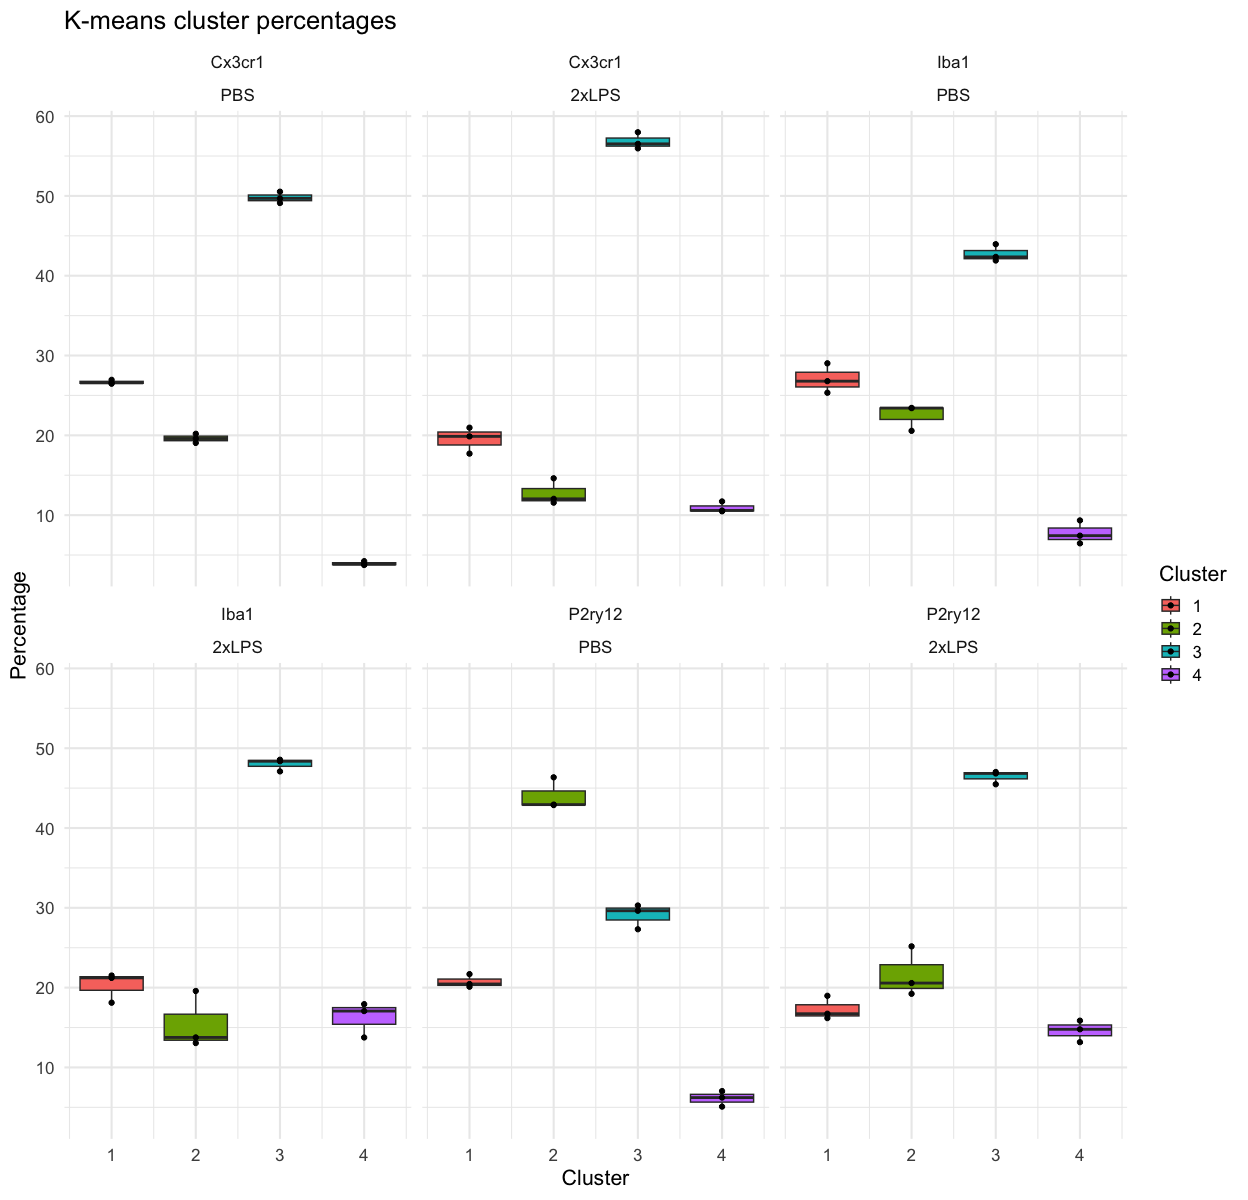 K-means cluster percentages
Cx3cr1
PBS
Cx3cr1
2xLPS
Iba1
PBS
60
50
40
30
20
10
Iba1
2xLPS
P2ry12
PBS
P2ry12
2xLPS
60
50
40
30
20
10
Percentage
1 2 3 4
1 2 3 4
1 2 3 4
Cluster
Cluster
1
2
3
4